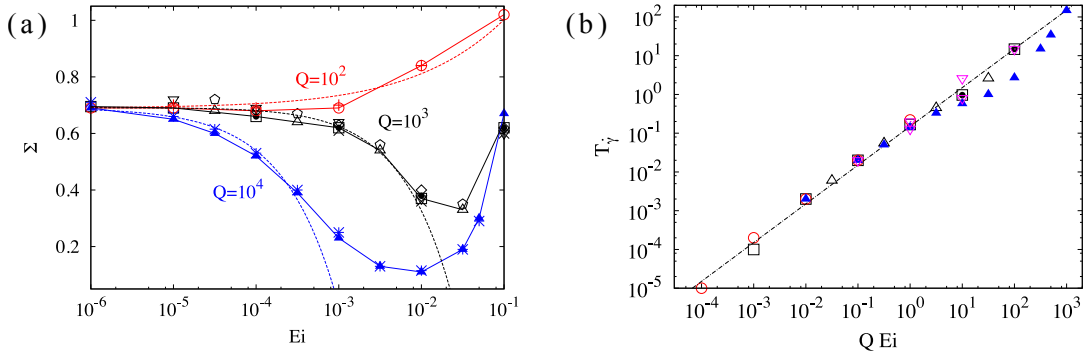 (a)
1
0.8
0.6
0.4
0.2
Σ
Q=10²
Q=10³
Q=10⁴
10⁻⁶ 10⁻⁵ 10⁻⁴ 10⁻³ 10⁻² 10⁻¹
Ei
(b)
10²
10¹
10⁰
10⁻¹
10⁻²
10⁻³
10⁻⁴
10⁻⁵
T_γ̇
10⁻⁴ 10⁻³ 10⁻² 10⁻¹ 10⁰ 10¹ 10² 10³
Q Ei